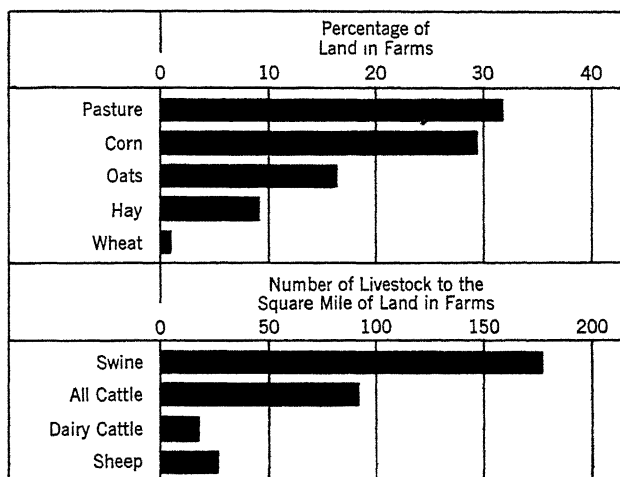 Percentage of
Land in Farms
0 10 20 30 40
Pasture
Corn
Oats
Hay
Wheat
Number of Livestock to the
Square Mile of Land in Farms
0 50 100 150 200
Swine
All Cattle
Dairy Cattle
Sheep